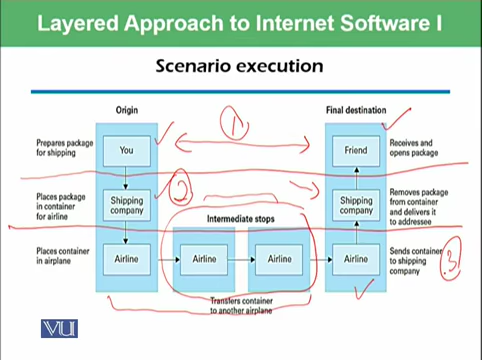 Layered Approach to Internet Software I
Scenario execution
Origin
Final destination
1
Prepares package
for shipping
You
Friend
Receives and
opens package
2
Places package
in container
for airline
Shipping
company
Shipping
company
Removes package
from container
and delivers it
to addressee
Intermediate stops
Places container
in airplane
Airline
Airline
Airline
Airline
Sends container
to shipping
company
3
Transfers container
to another airplane
VU